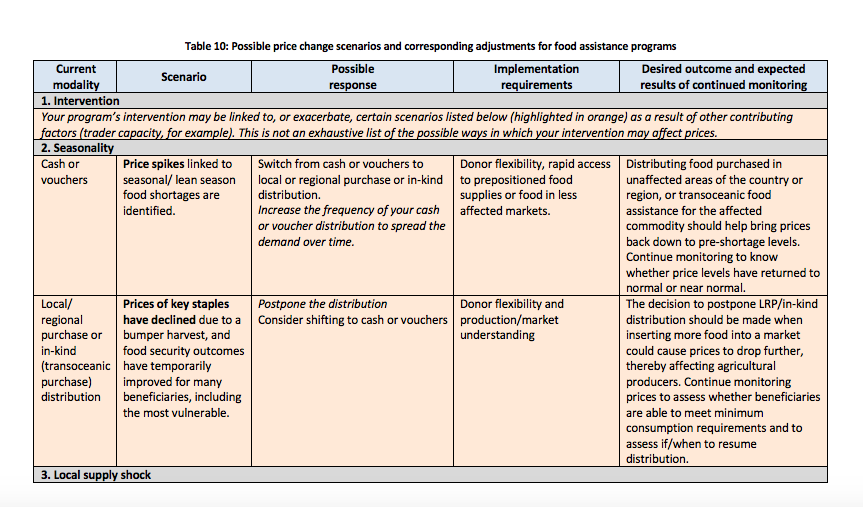 Table 10: Possible price change scenarios and corresponding adjustments for food assistance programs
Current
modality
Scenario
Possible
response
Implementation
requirements
Desired outcome and expected
results of continued monitoring
1. Intervention
Your program's intervention may be linked to, or exacerbate, certain scenarios listed below (highlighted in orange) as a result of other contributing
factors (trader capacity, for example). This is not an exhaustive list of the possible ways in which your intervention may affect prices.
2. Seasonality
Cash or
vouchers
Price spikes linked to
seasonal/ lean season
food shortages are
identified.
Switch from cash or vouchers to
local or regional purchase or in-kind
distribution.
Increase the frequency of your cash
or voucher distribution to spread the
demand over time.
Donor flexibility, rapid access
to prepositioned food
supplies or food in less
affected markets.
Distributing food purchased in
unaffected areas of the country or
region, or transoceanic food
assistance for the affected
commodity should help bring prices
back down to pre-shortage levels.
Continue monitoring to know
whether price levels have returned to
normal or near normal.
Local/
regional
purchase or
in-kind
(transoceanic
purchase)
distribution
Prices of key staples
have declined due to a
bumper harvest, and
food security outcomes
have temporarily
improved for many
beneficiaries, including
the most vulnerable.
Postpone the distribution
Consider shifting to cash or vouchers
Donor flexibility and
production/market
understanding
The decision to postpone LRP/in-kind
distribution should be made when
inserting more food into a market
could cause prices to drop further,
thereby affecting agricultural
producers. Continue monitoring
prices to assess whether beneficiaries
are able to meet minimum
consumption requirements and to
assess if/when to resume
distribution.
3. Local supply shock